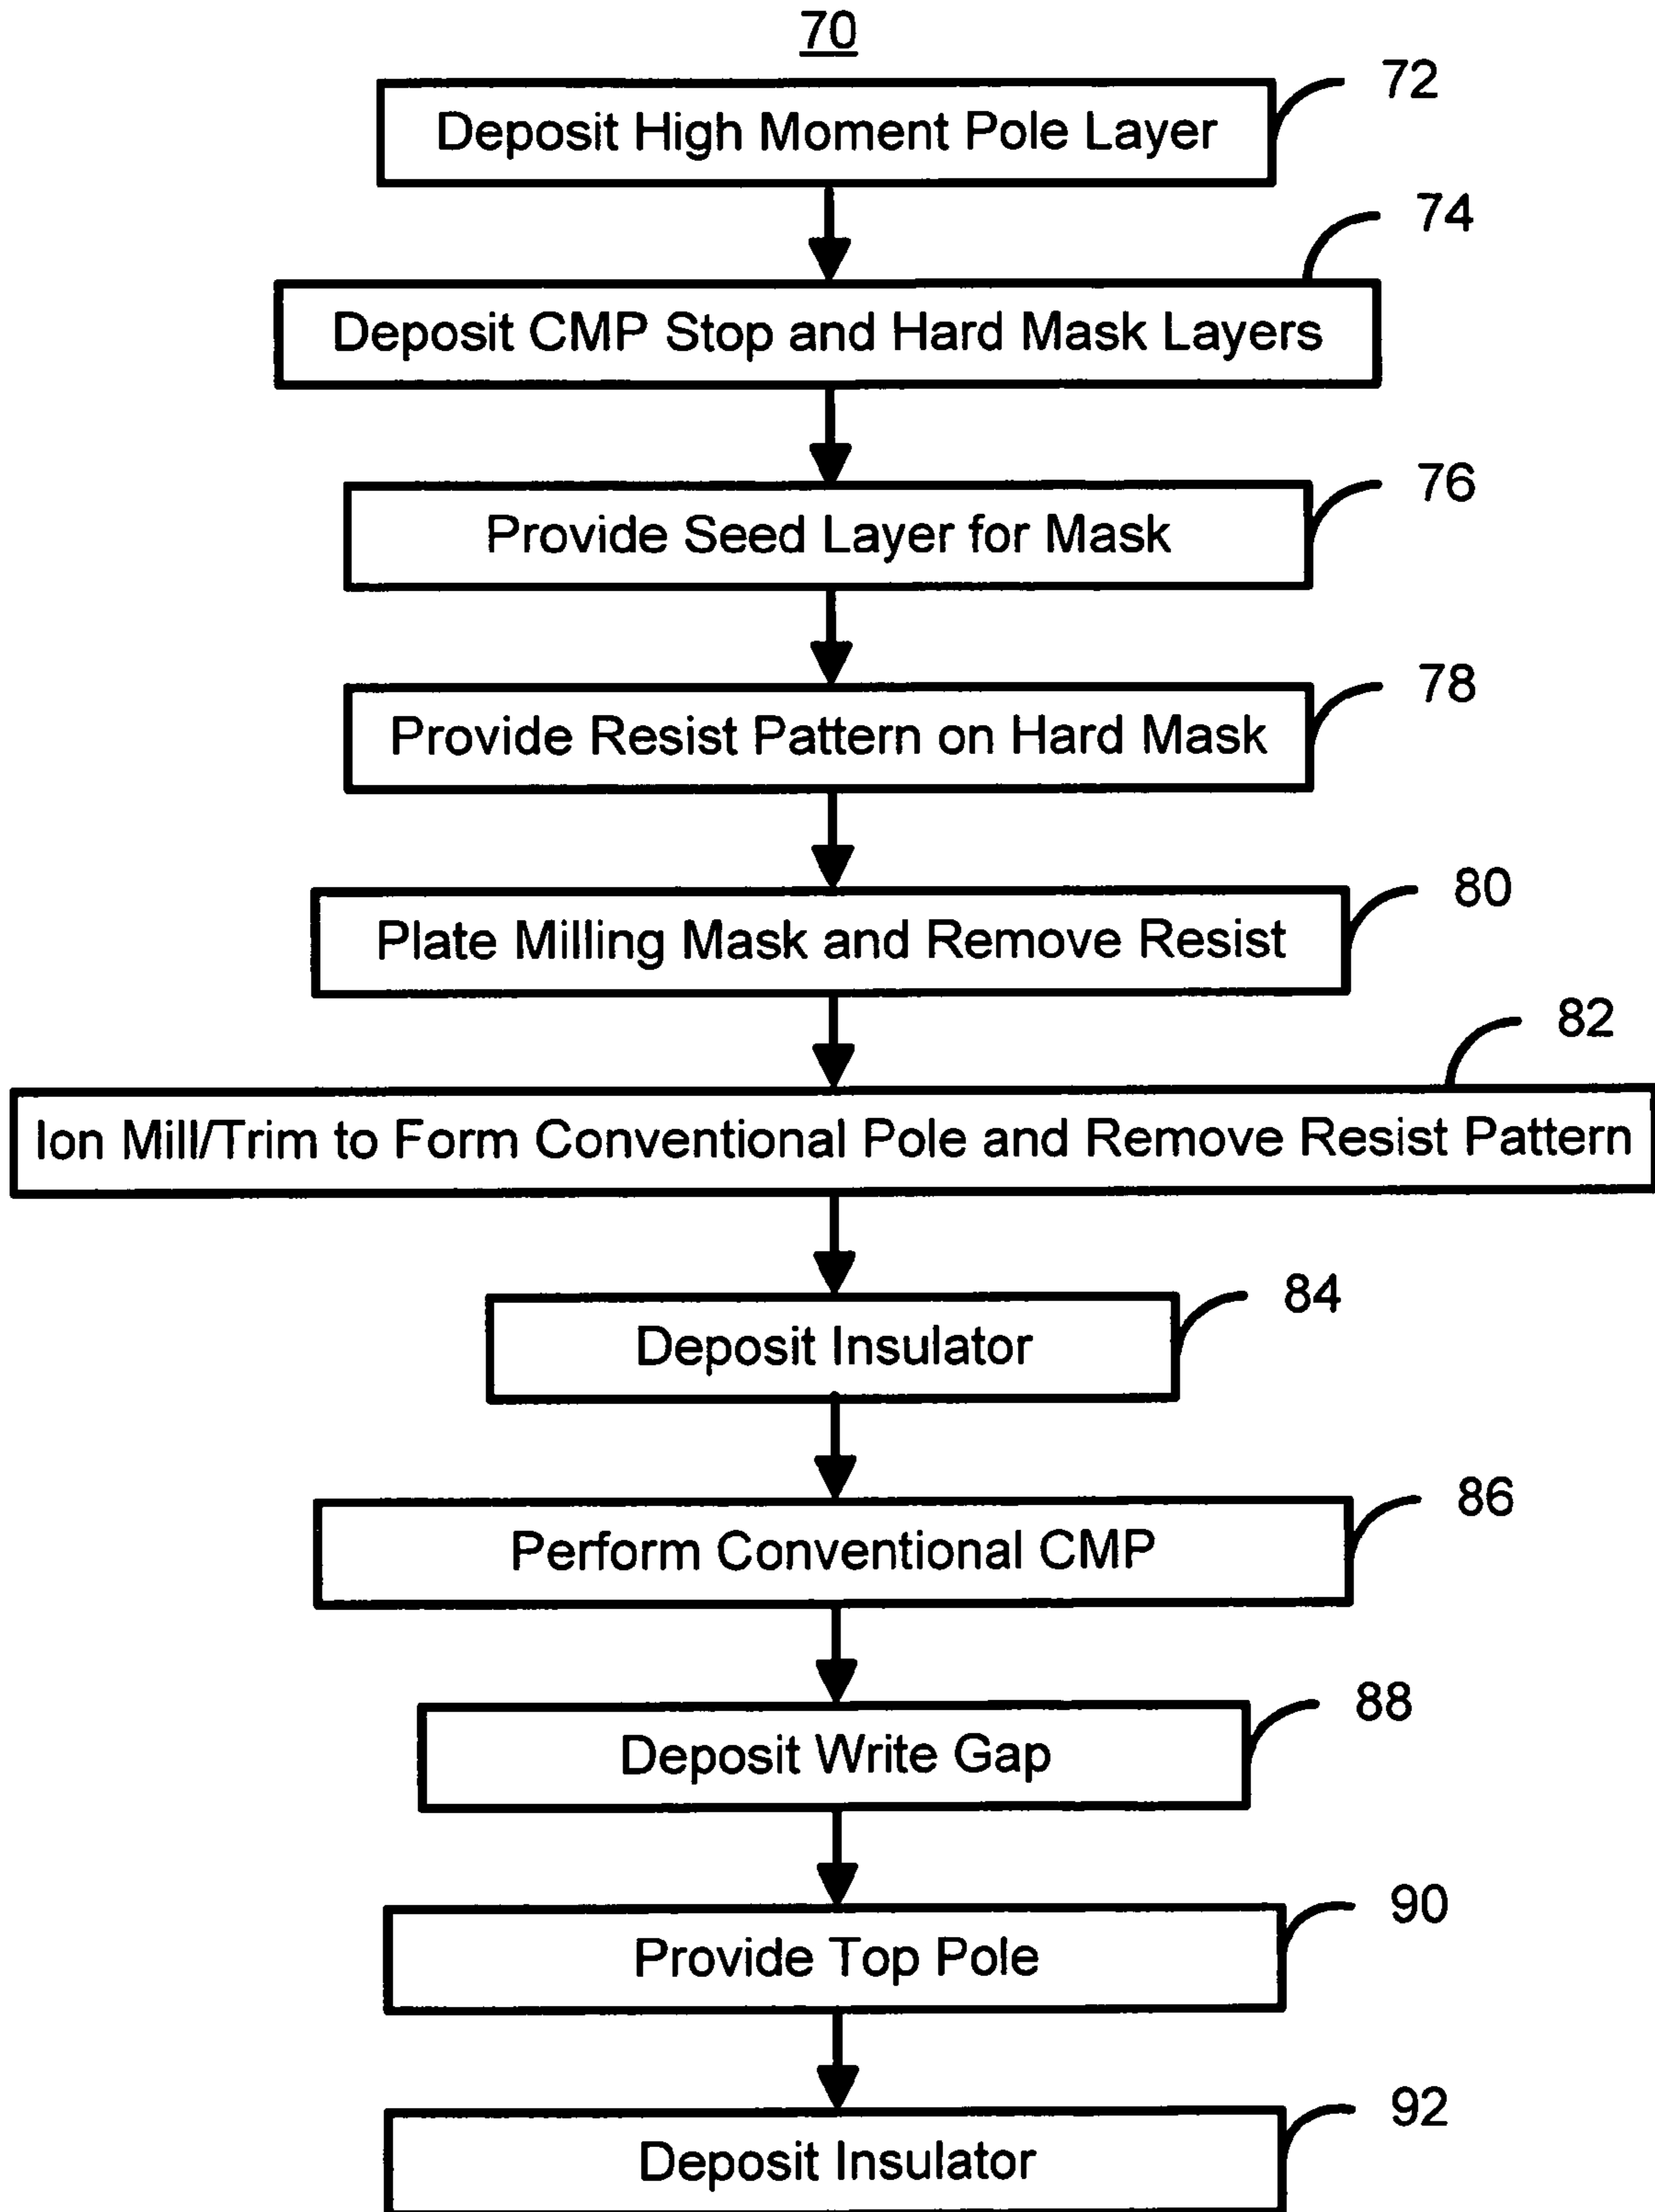 70
72
Deposit High Moment Pole Layer
74
Deposit CMP Stop and Hard Mask Layers
76
Provide Seed Layer for Mask
78
Provide Resist Pattern on Hard Mask
80
Plate Milling Mask and Remove Resist
82
Ion Mill/Trim to Form Conventional Pole and Remove Resist Pattern
84
Deposit Insulator
86
Perform Conventional CMP
88
Deposit Write Gap
90
Provide Top Pole
92
Deposit Insulator